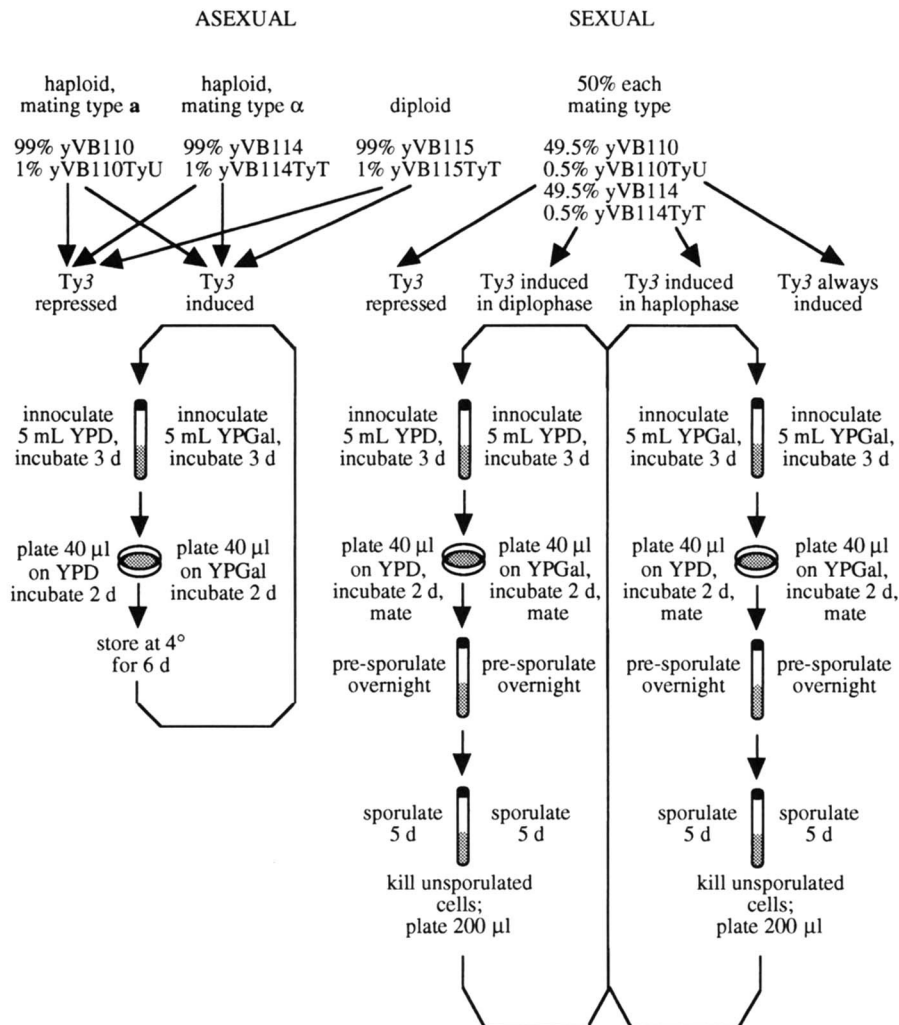 ASEXUAL
SEXUAL
haploid,
mating type a
99% yVB110
1% yVB110TyU
haploid,
mating type α
99% yVB114
1% yVB114TyT
diploid
99% yVB115
1% yVB115TyT
50% each
mating type
49.5% yVB110
0.5% yVB110TyU
49.5% yVB114
0.5% yVB114TyT
Ty3
repressed
Ty3
induced
Ty3
repressed
Ty3 induced
in diplophase
Ty3 induced
in haplophase
Ty3 always
induced
innoculate
5 mL YPD,
incubate 3 d
innoculate
5 mL YPGal,
incubate 3 d
plate 40 µl
on YPD
incubate 2 d
plate 40 µl
on YPGal
incubate 2 d
store at 4°
for 6 d
innoculate
5 mL YPD,
incubate 3 d
innoculate
5 mL YPD,
incubate 3 d
plate 40 µl
on YPD,
incubate 2 d,
mate
plate 40 µl
on YPGal,
incubate 2 d,
mate
pre-sporulate
overnight
pre-sporulate
overnight
sporulate
5 d
sporulate
5 d
kill unsporulated
cells;
plate 200 µl
innoculate
5 mL YPGal,
incubate 3 d
innoculate
5 mL YPGal,
incubate 3 d
plate 40 µl
on YPD,
incubate 2 d,
mate
plate 40 µl
on YPGal,
incubate 2 d,
mate
pre-sporulate
overnight
pre-sporulate
overnight
sporulate
5 d
sporulate
5 d
kill unsporulated
cells;
plate 200 µl